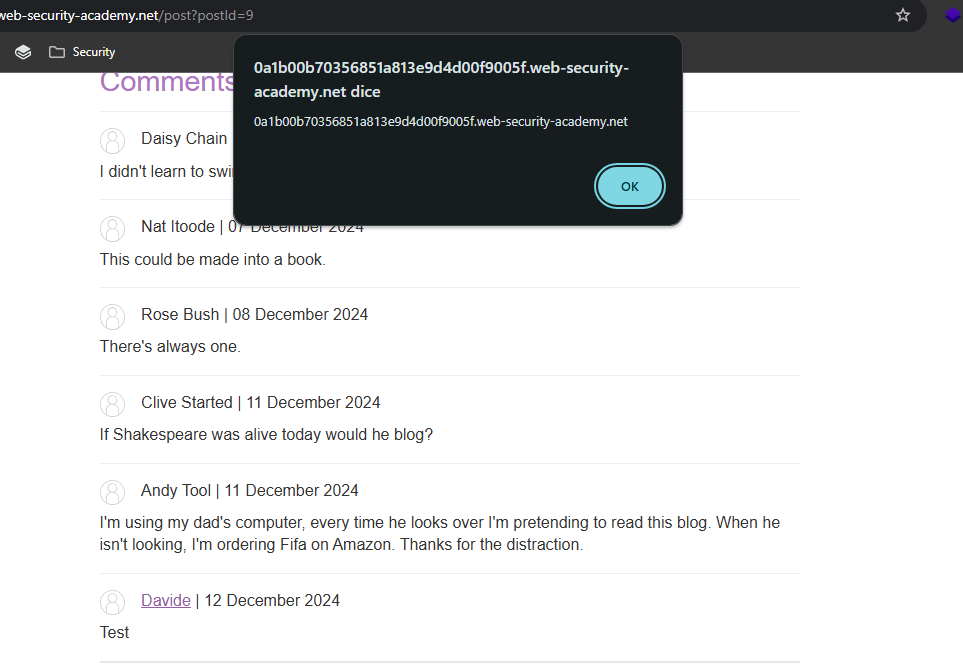 web-security-academy.net/post?postId=9
Security
0a1b00b70356851a813e9d4d00f9005f.web-security-
academy.net dice
0a1b00b70356851a813e9d4d00f9005f.web-security-academy.net
OK
Comments
Daisy Chain
I didn't learn to swi
Nat Itoode | 07 December 2024
This could be made into a book.
Rose Bush | 08 December 2024
There's always one.
Clive Started | 11 December 2024
If Shakespeare was alive today would he blog?
Andy Tool | 11 December 2024
I'm using my dad's computer, every time he looks over I'm pretending to read this blog. When he
isn't looking, I'm ordering Fifa on Amazon. Thanks for the distraction.
Davide | 12 December 2024
Test